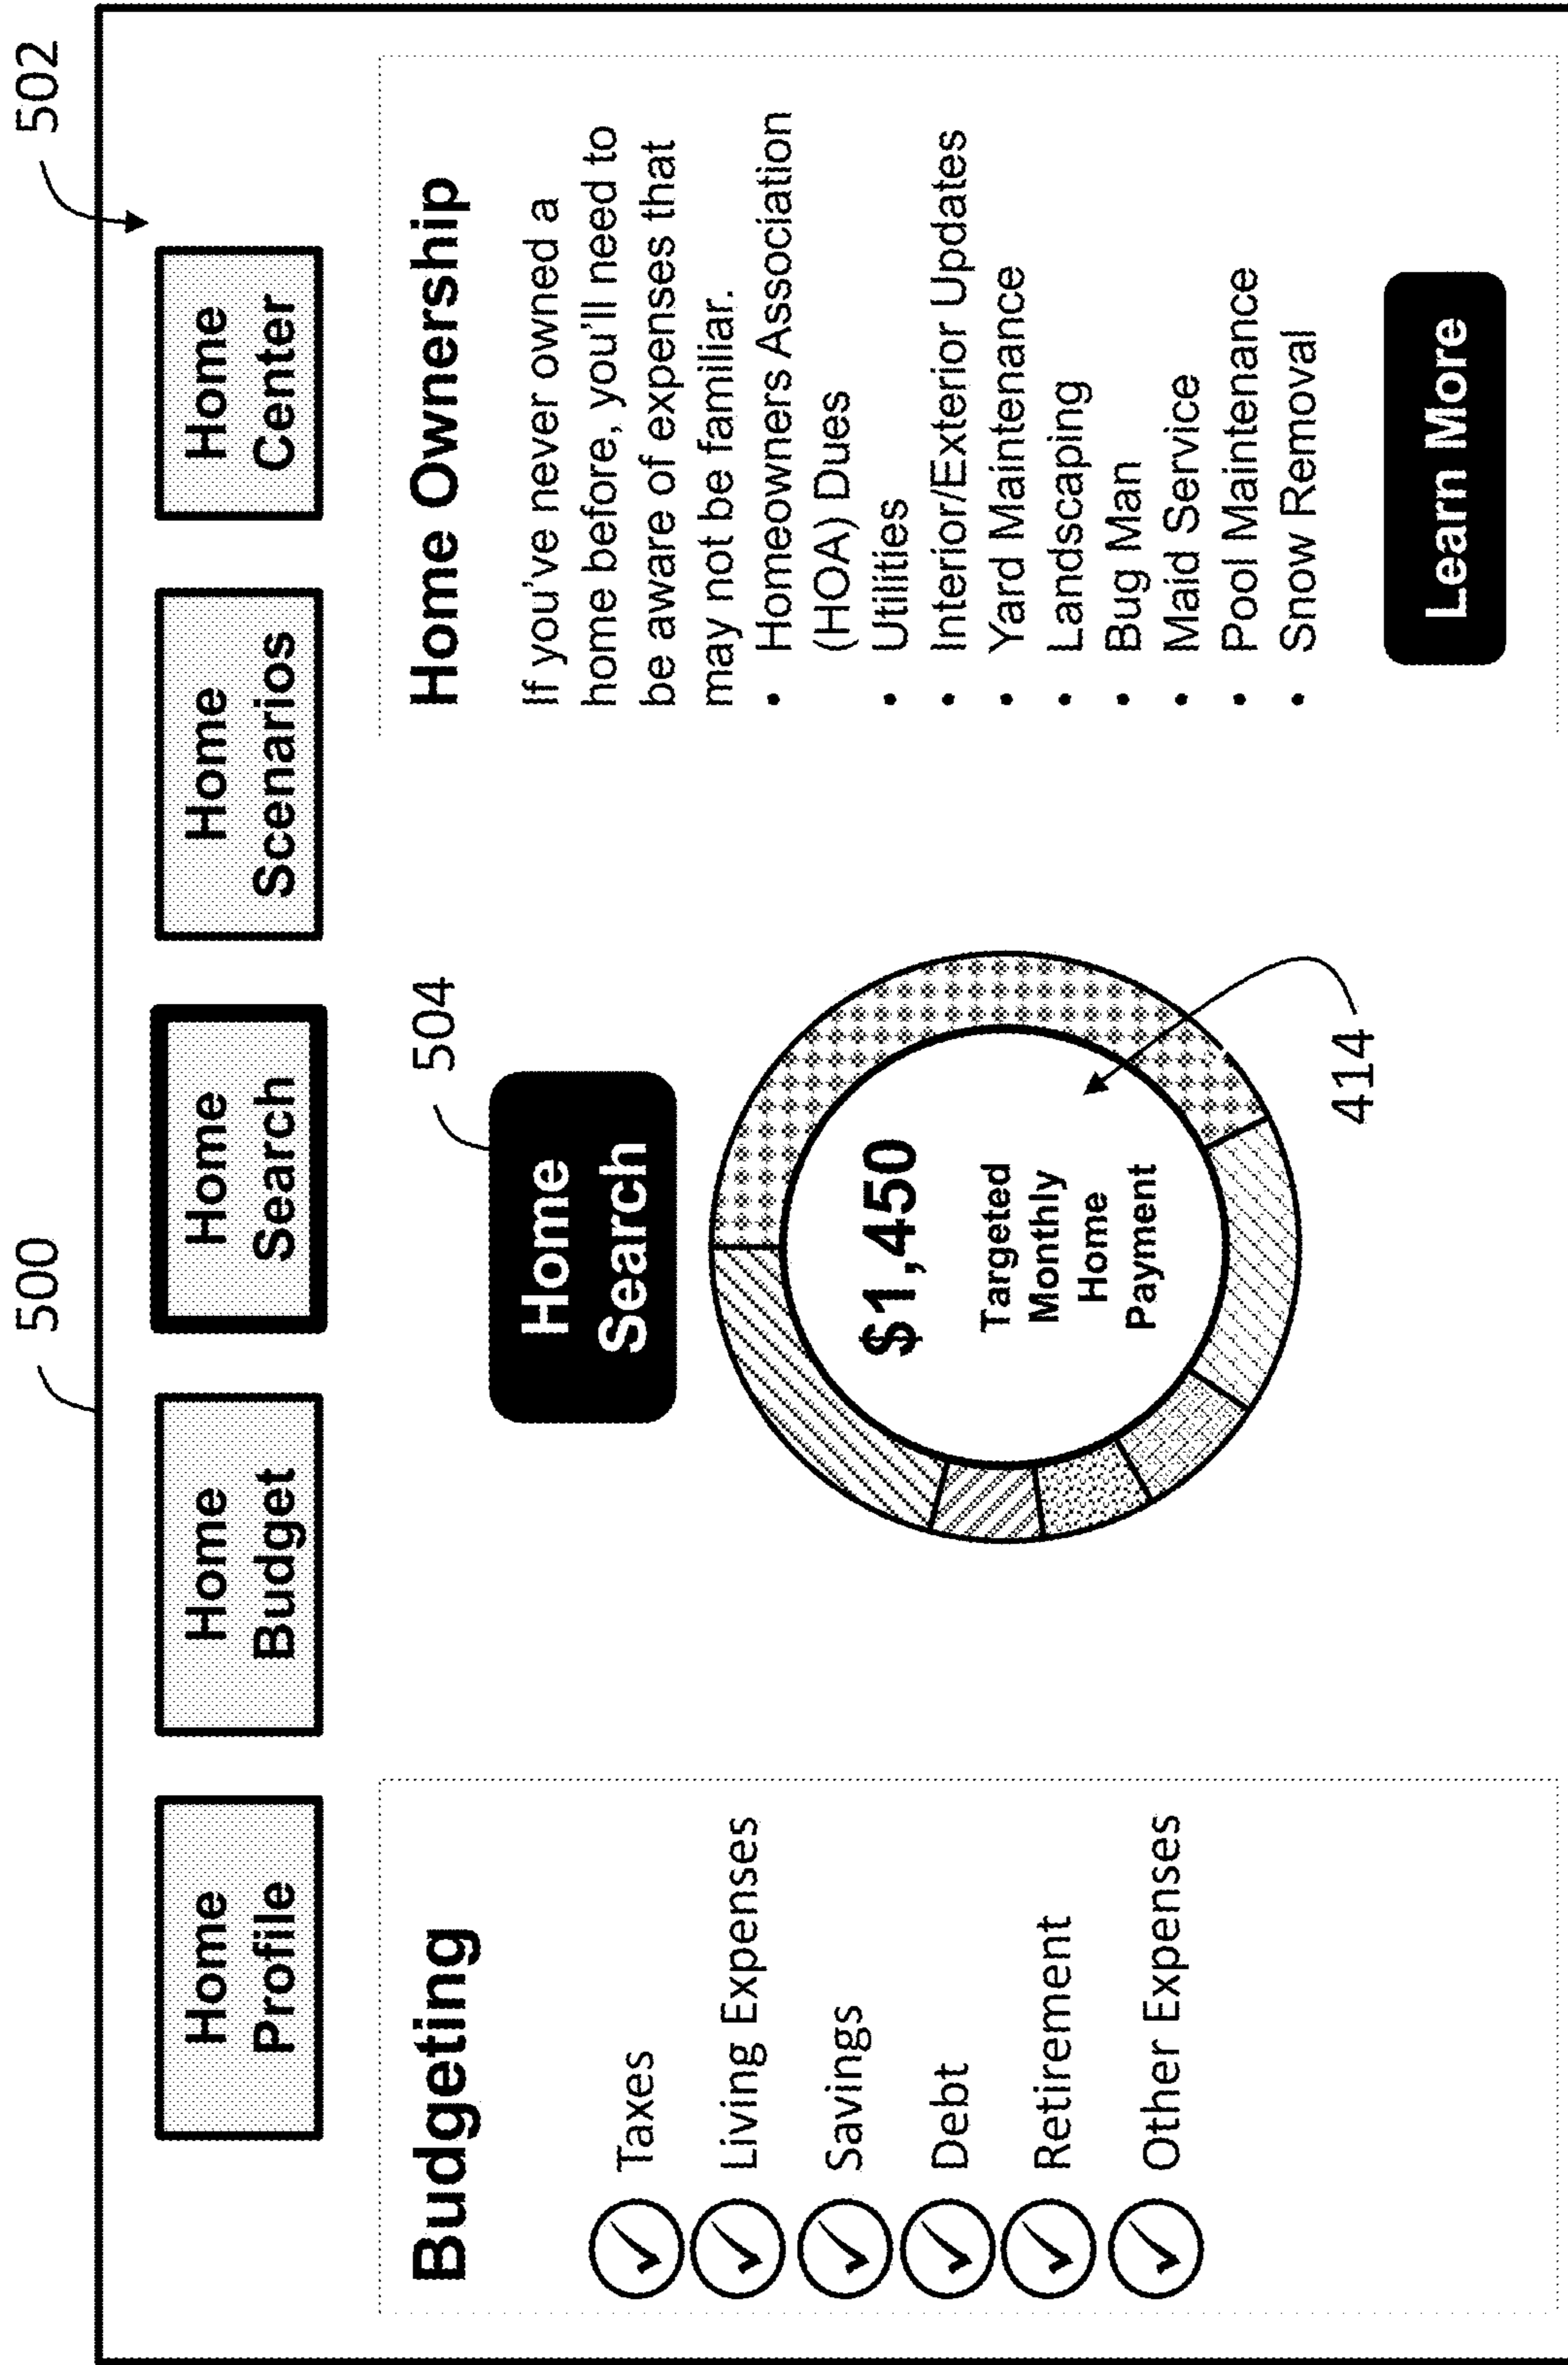 500
502
Home
Profile
Home
Budget
Home
Search
Home
Scenarios
Home
Center
Budgeting
Taxes
Living Expenses
Savings
Debt
Retirement
Other Expenses
504
Home
Search
$1,450
Targeted
Monthly
Home
Payment
414
Home Ownership
If you've never owned a
home before, you'll need to
be aware of expenses that
may not be familiar.
• Homeowners Association
(HOA) Dues
• Utilities
• Interior/Exterior Updates
• Yard Maintenance
• Landscaping
• Bug Man
• Maid Service
• Pool Maintenance
• Snow Removal
Learn More